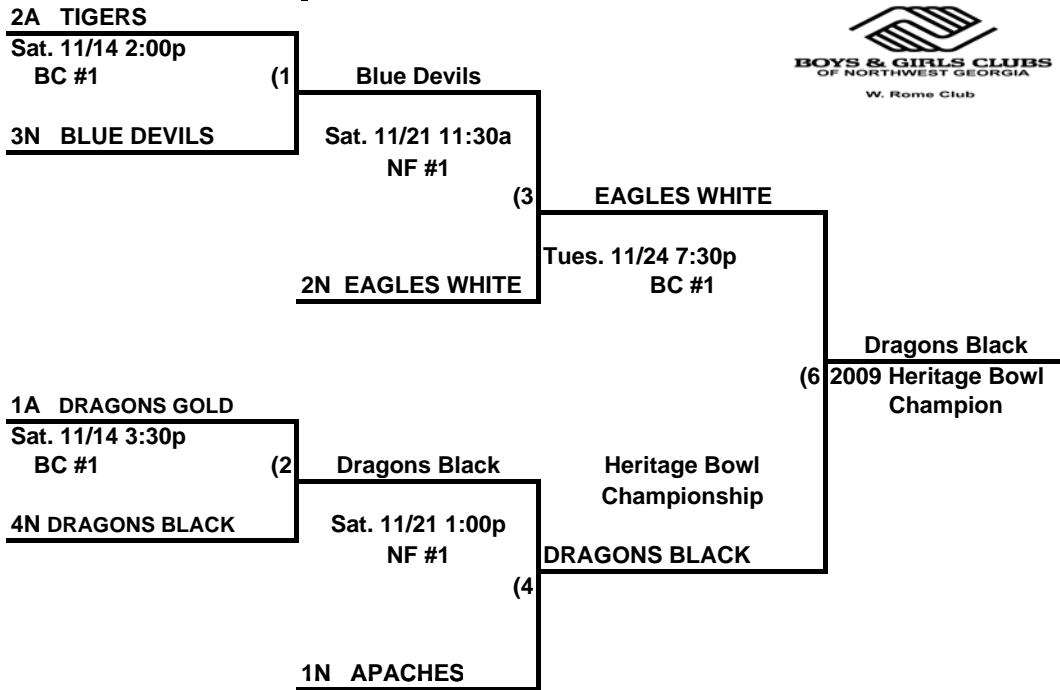 2A TIGERS
Sat. 11/14 2:00p
BC #1 (1
Blue Devils
BOYS & GIRLS CLUBS
OF NORTHWEST GEORGIA
W. Rome Club
3N BLUE DEVILS
Sat. 11/21 11:30a
NF #1
(3
EAGLES WHITE
Tues. 11/24 7:30p
BC #1
2N EAGLES WHITE
Dragons Black
(6 2009 Heritage Bowl
Champion
1A DRAGONS GOLD
Sat. 11/14 3:30p
BC #1 (2
Dragons Black
Heritage Bowl
Championship
4N DRAGONS BLACK
Sat. 11/21 1:00p
NF #1
DRAGONS BLACK
(4
1N APACHES